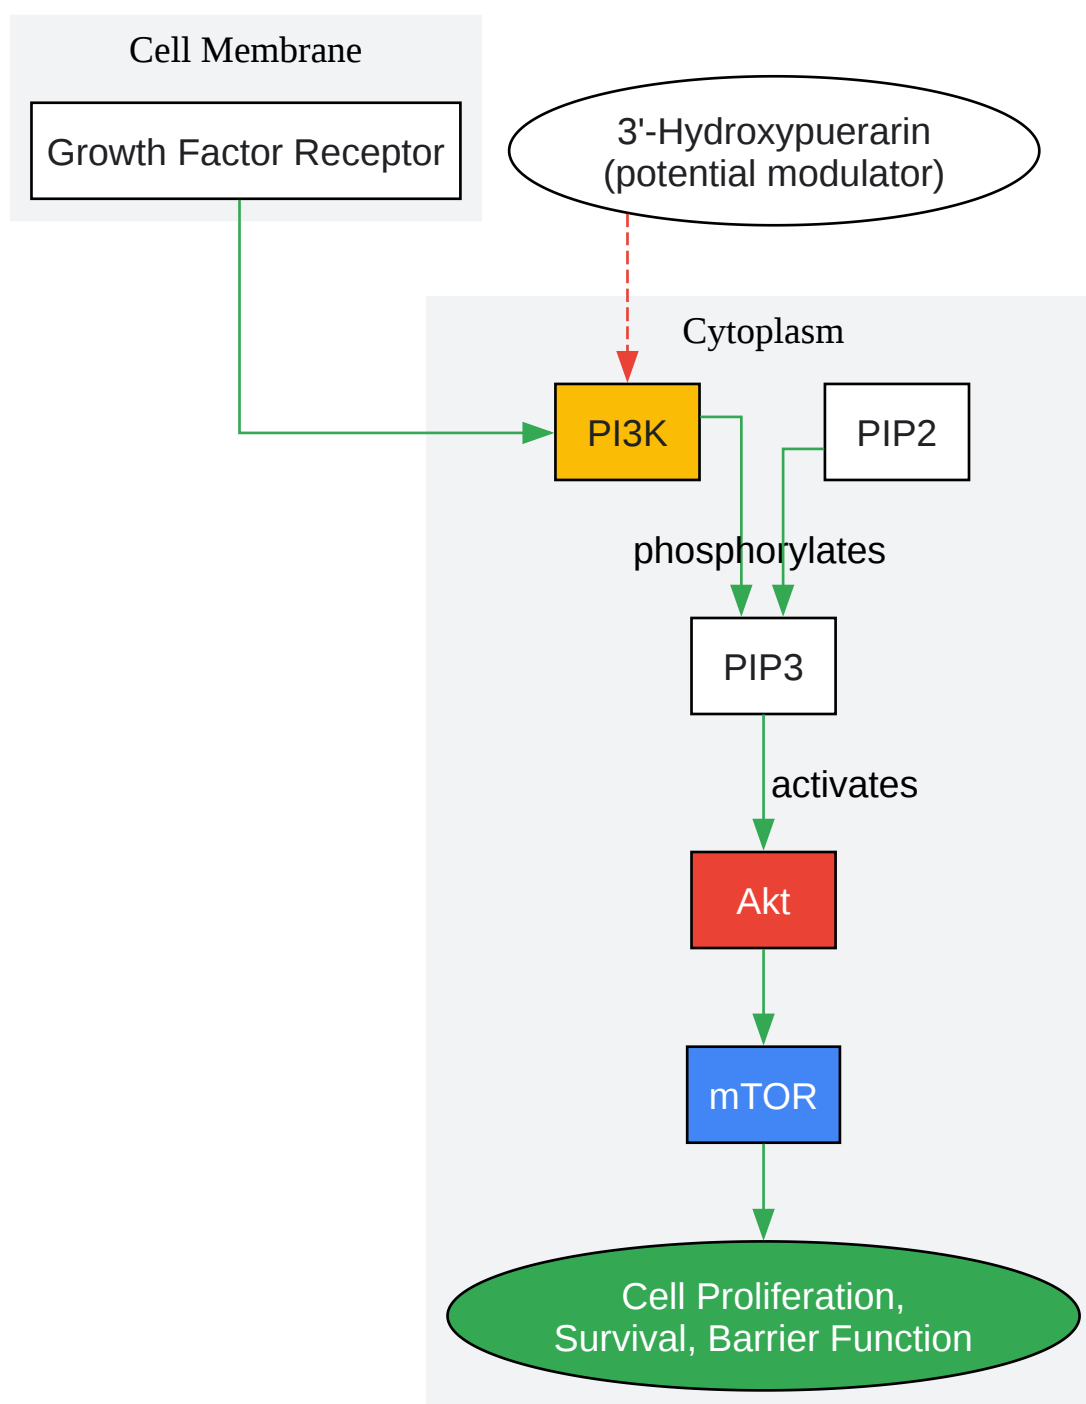 Cell Membrane
Growth Factor Receptor
3'-Hydroxypuerarin
(potential modulator)
Cytoplasm
PI3K
PIP2
phosphorylates
PIP3
activates
Akt
mTOR
Cell Proliferation,
Survival, Barrier Function